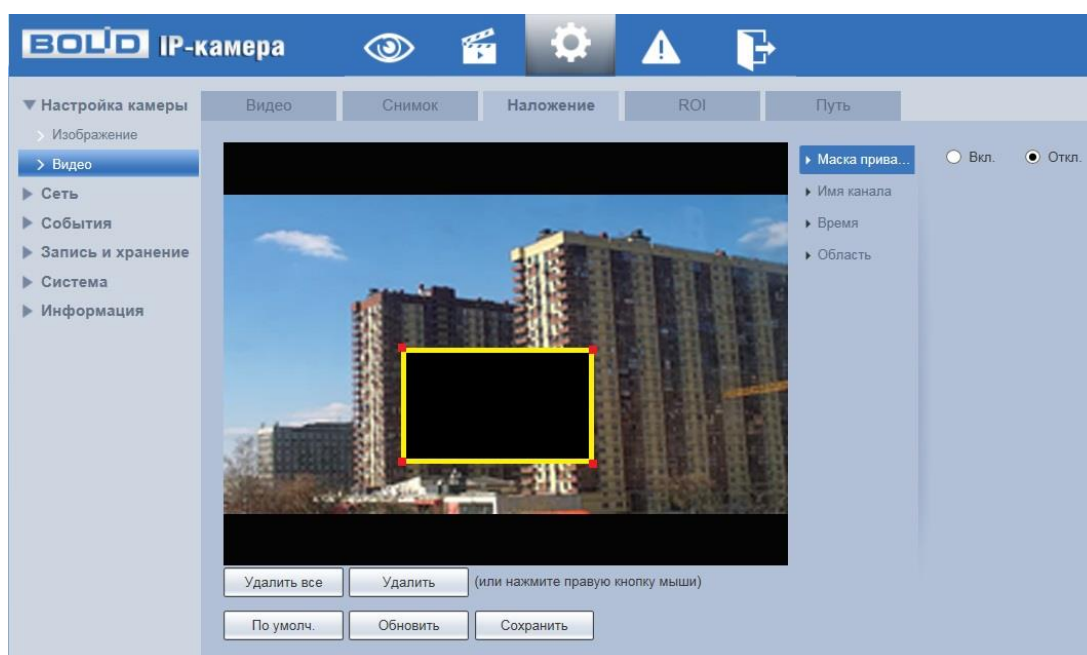 BOLID IP-камера
Настройка камеры
Изображение
Видео
Сеть
События
Запись и хранение
Система
Информация
Видео
Снимок
Наложение
ROI
Путь
Маска прива...
Вкл.
Откл.
Имя канала
Время
Область
Удалить все
Удалить
(или нажмите правую кнопку мыши)
По умолч.
Обновить
Сохранить